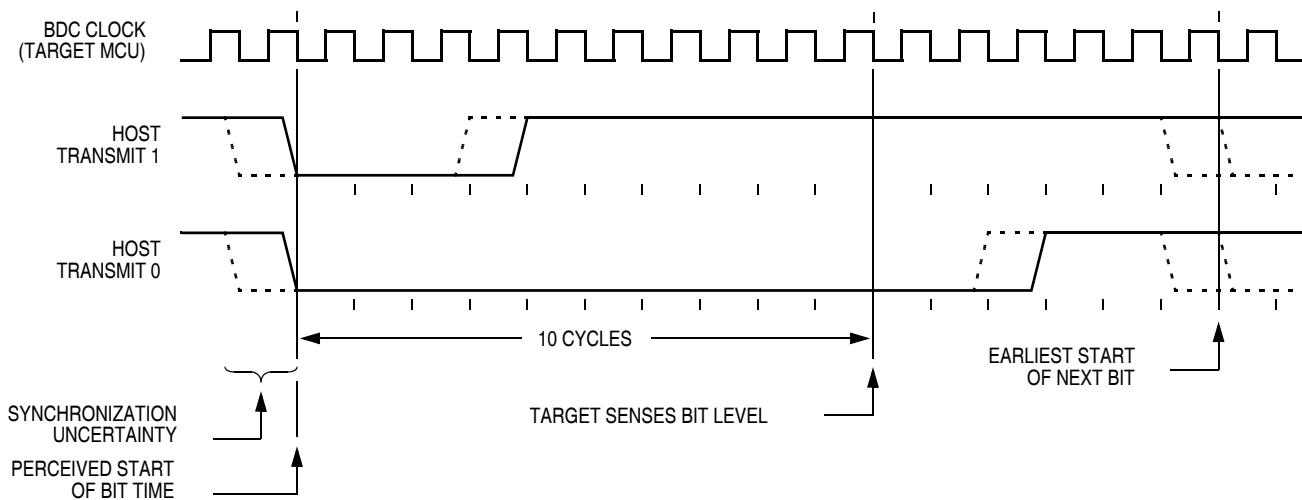 BDC CLOCK
(TARGET MCU)
HOST
TRANSMIT 1
HOST
TRANSMIT 0
10 CYCLES
EARLIEST START
OF NEXT BIT
TARGET SENSES BIT LEVEL
SYNCHRONIZATION
UNCERTAINTY
PERCEIVED START
OF BIT TIME